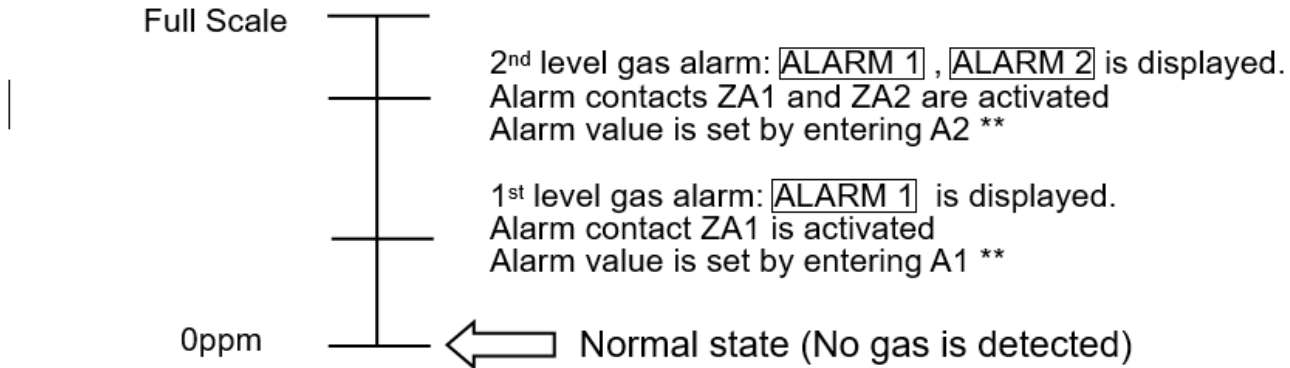 Full Scale
2nd level gas alarm: ALARM 1 , ALARM 2 is displayed.
Alarm contacts ZA1 and ZA2 are activated
Alarm value is set by entering A2 **
1st level gas alarm: ALARM 1 is displayed.
Alarm contact ZA1 is activated
Alarm value is set by entering A1 **
0ppm
Normal state (No gas is detected)